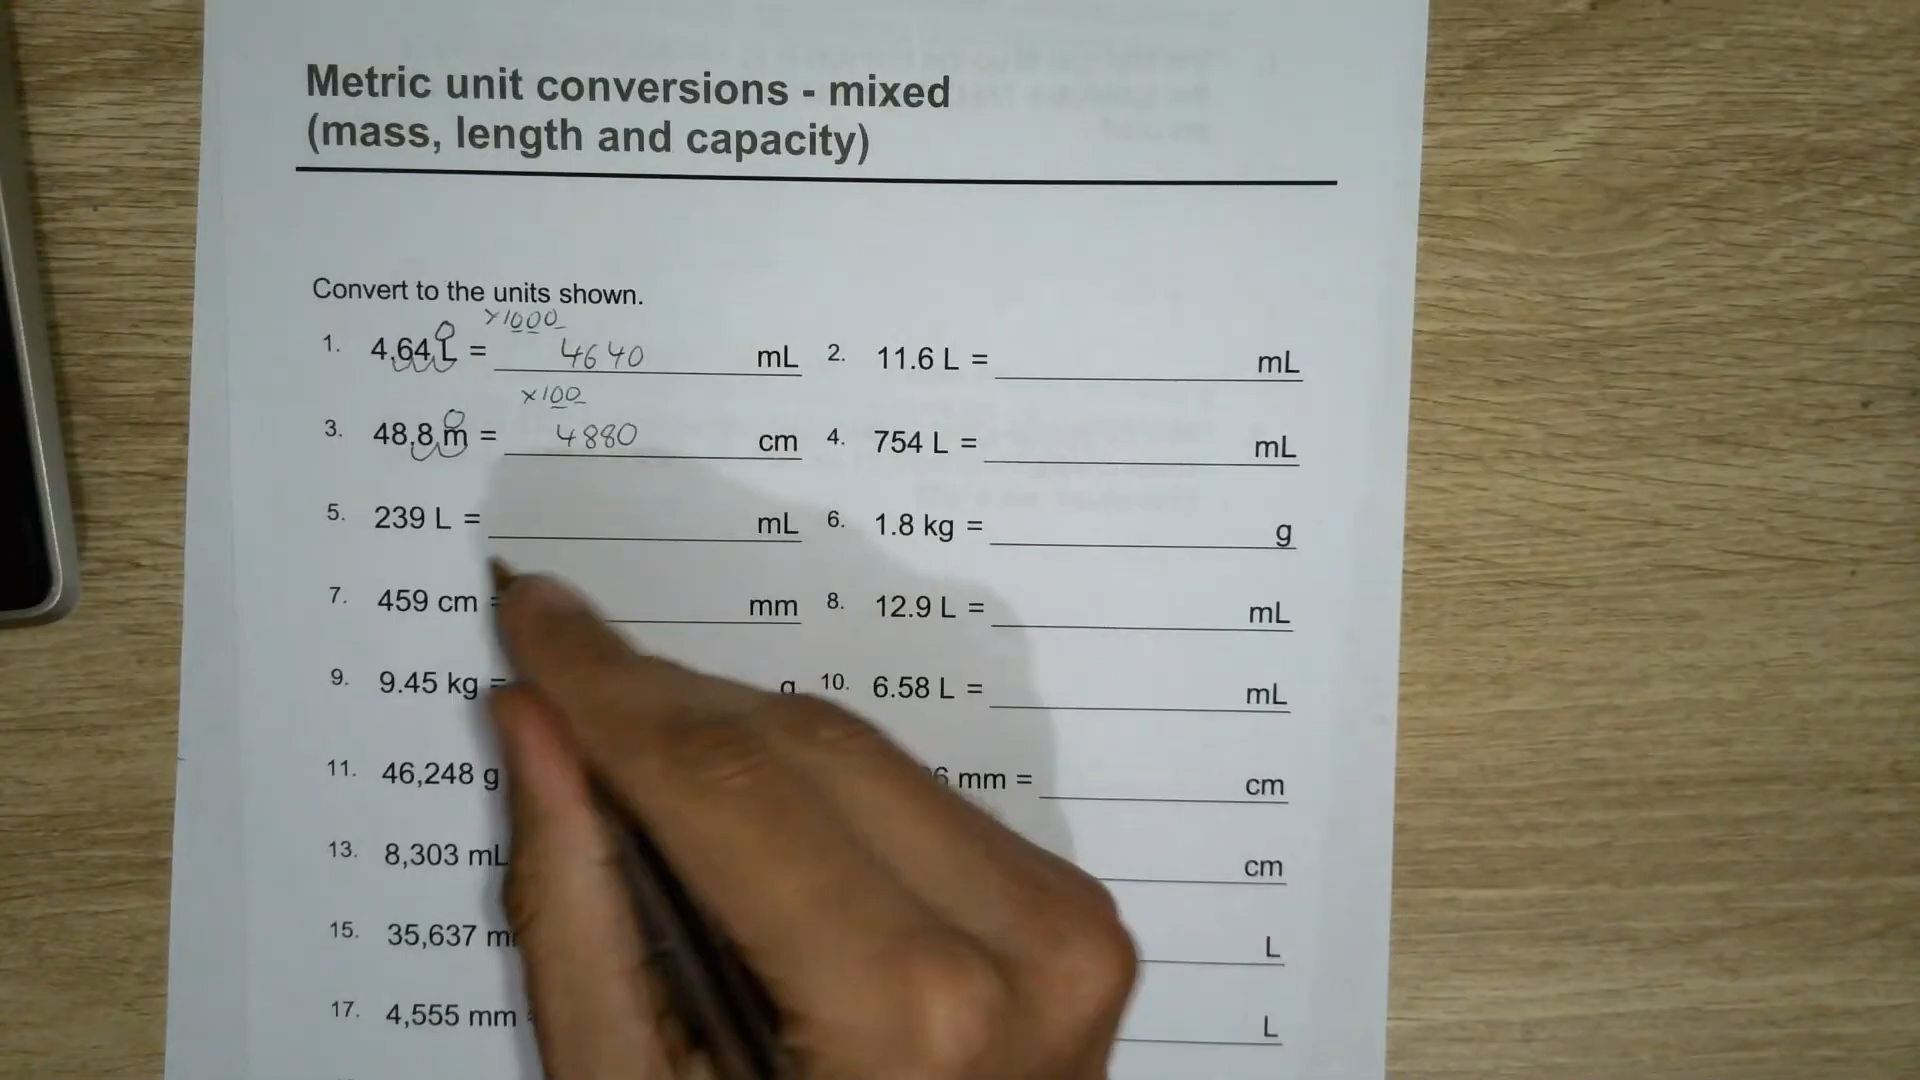 Metric unit conversions - mixed
(mass, length and capacity)
Convert to the units shown.
×1000
1. 4.64 L = 4640 mL 2. 11.6 L = mL
×100
3. 48.8 m = 4880 cm 4. 754 L = mL
5. 239 L = mL 6. 1.8 kg = g
7. 459 cm = mm 8. 12.9 L = mL
9. 9.45 kg = g 10. 6.58 L = mL
11. 46,248 g 6 mm = cm
13. 8,303 mL cm
15. 35,637 L
17. 4,555 mm L